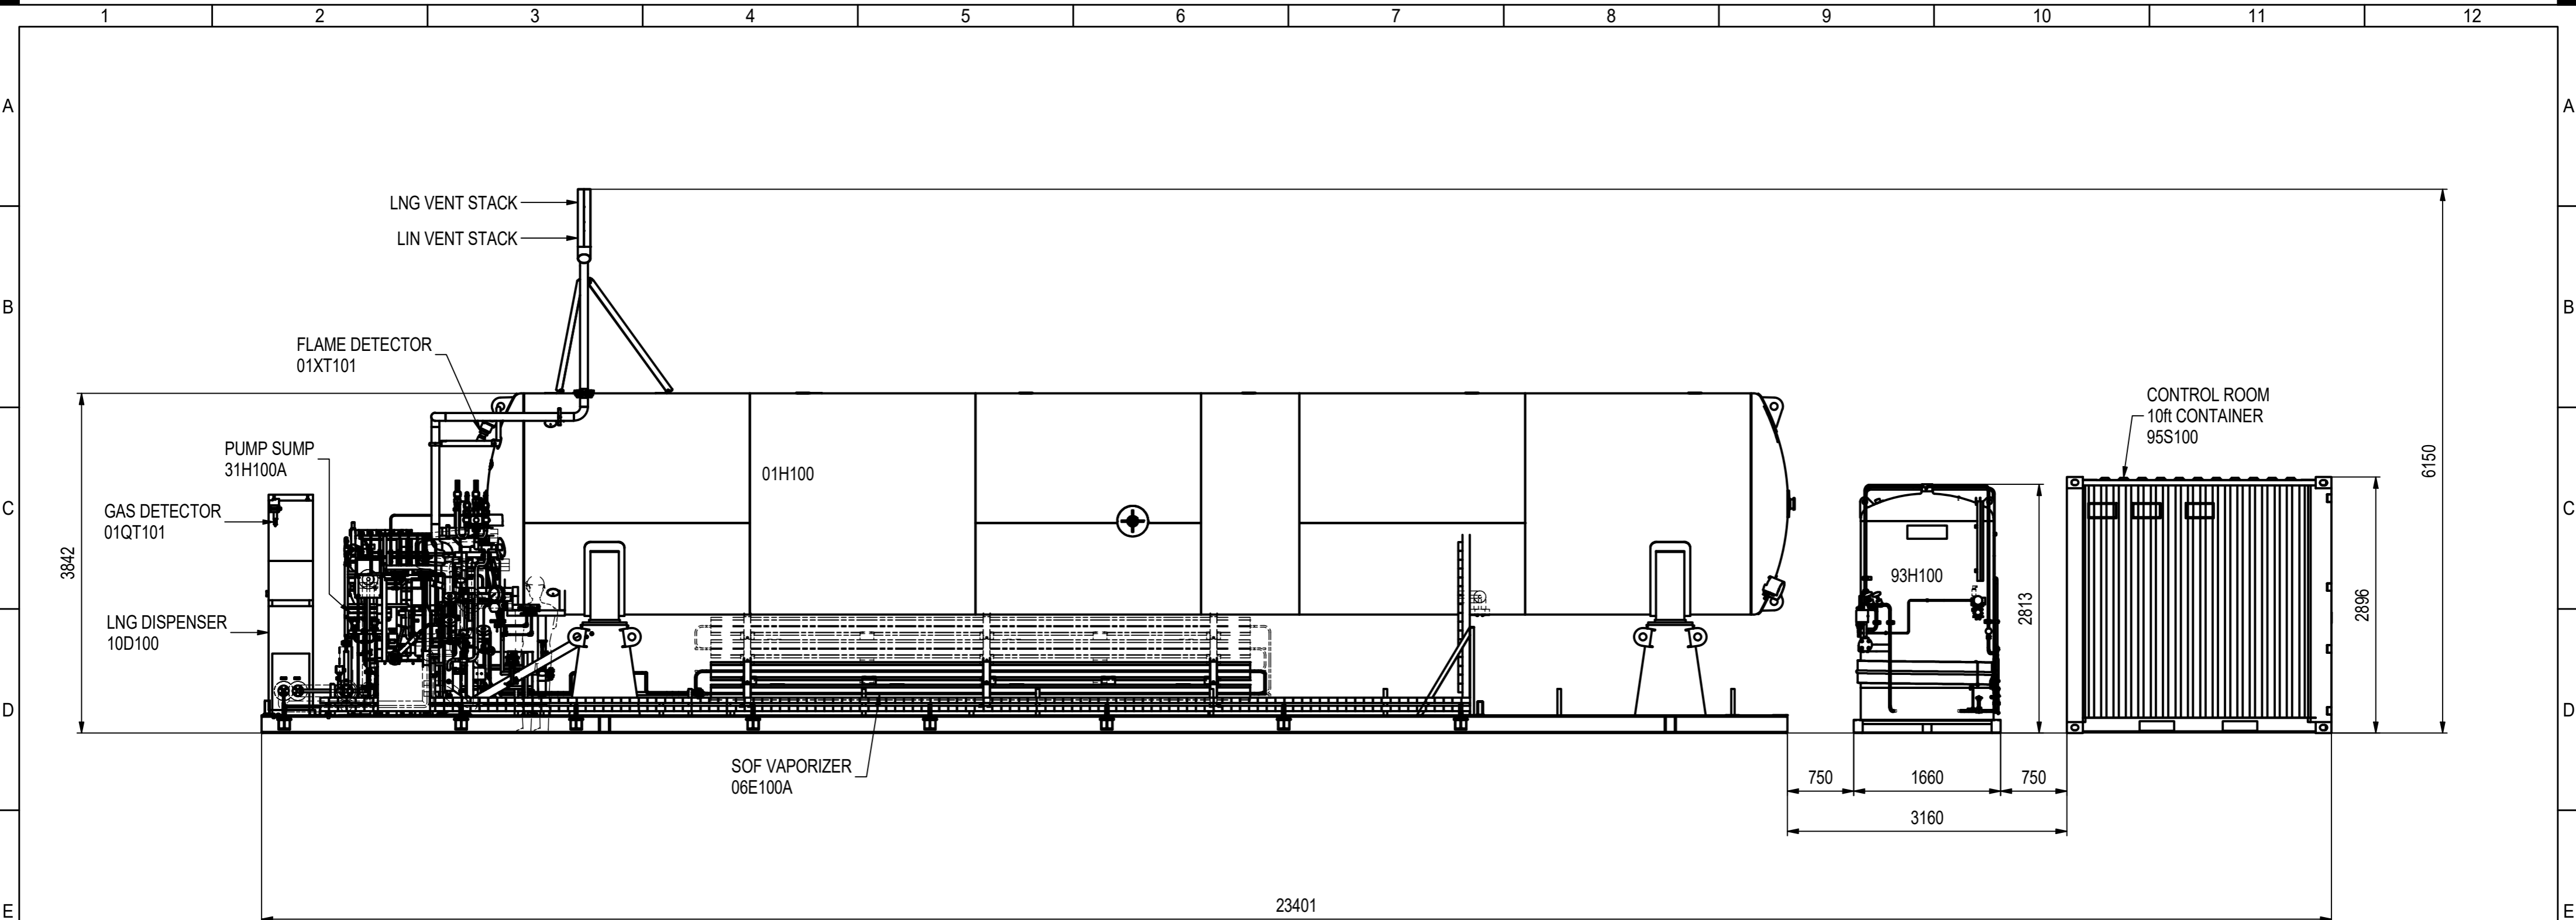 1 2 3 4 5 6 7 8 9 10 11 12
A A
LNG VENT STACK
LIN VENT STACK
B B
FLAME DETECTOR
01XT101
CONTROL ROOM
10ft CONTAINER
95S100
PUMP SUMP
31H100A
01H100
6150
GAS DETECTOR
01QT101
C C
3842
93H100
2813
2896
LNG DISPENSER
10D100
D D
SOF VAPORIZER
06E100A
750 1660 750
3160
23401
E E